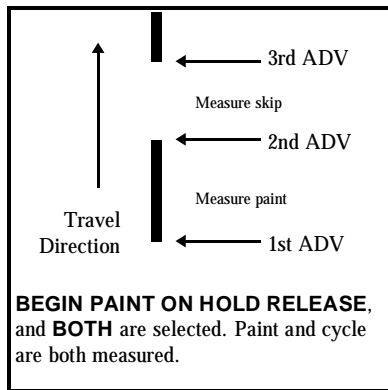 3rd ADV
Measure skip
2nd ADV
Measure paint
Travel
Direction
1st ADV
BEGIN PAINT ON HOLD RELEASE,
and BOTH are selected. Paint and cycle
are both measured.